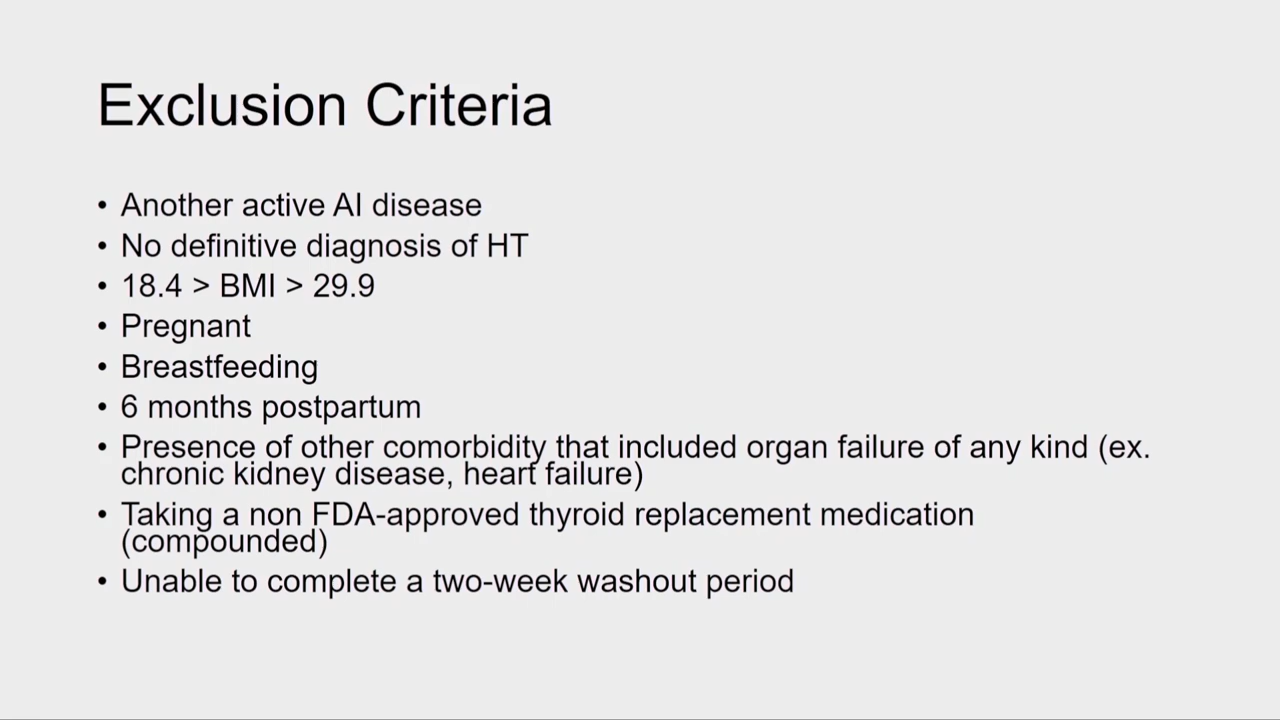 Exclusion Criteria
• Another active AI disease
• No definitive diagnosis of HT
• 18.4 > BMI > 29.9
• Pregnant
• Breastfeeding
• 6 months postpartum
• Presence of other comorbidity that included organ failure of any kind (ex.
chronic kidney disease, heart failure)
• Taking a non FDA-approved thyroid replacement medication
(compounded)
• Unable to complete a two-week washout period